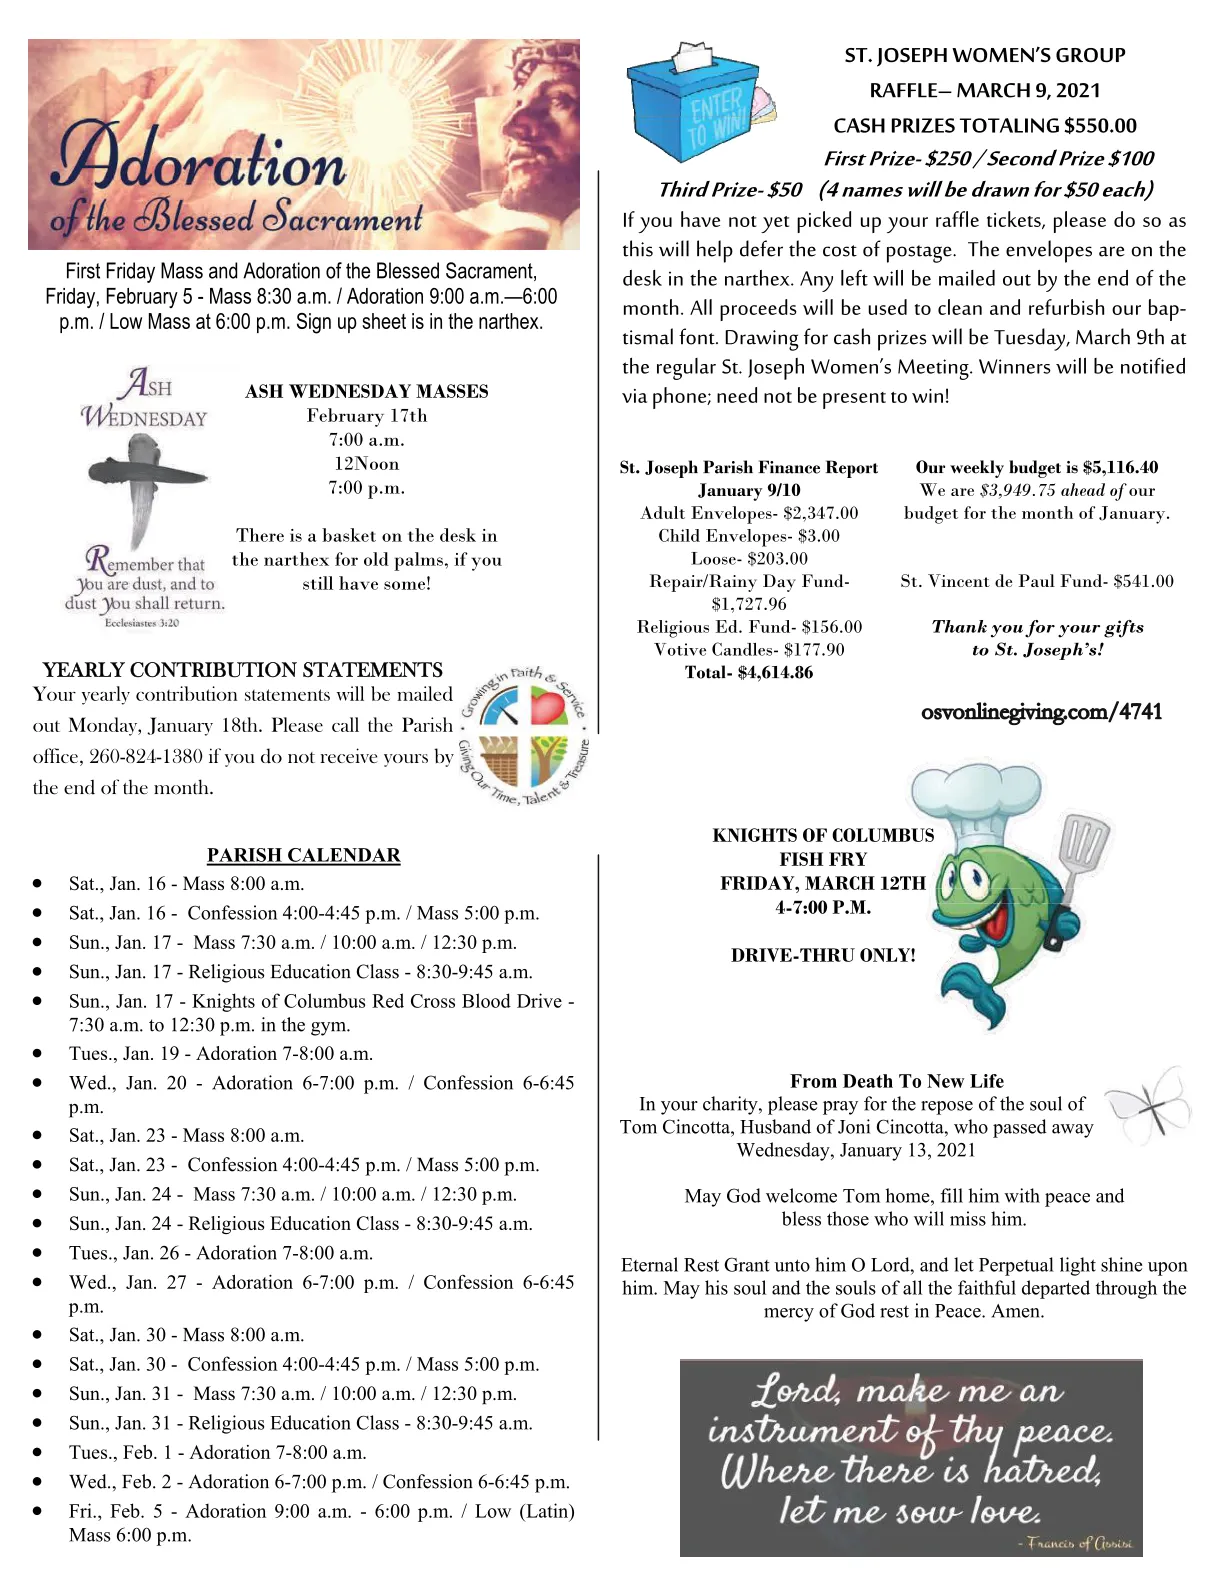 Adoration
of the Blessed Sacrament
First Friday Mass and Adoration of the Blessed Sacrament,
Friday, February 5 - Mass 8:30 a.m. / Adoration 9:00 a.m.—6:00
p.m. / Low Mass at 6:00 p.m. Sign up sheet is in the narthex.
ASH
WEDNESDAY
Remember that
You are dust, and to
dust You shall return.
Ecclesiastes 3:20
ASH WEDNESDAY MASSES
February 17th
7:00 a.m.
12Noon
7:00 p.m.
There is a basket on the desk in
the narthex for old palms, if you
still have some!
YEARLY CONTRIBUTION STATEMENTS
Your yearly contribution statements will be mailed
out Monday, January 18th. Please call the Parish
office, 260-824-1380 if you do not receive yours by
the end of the month.
Growing in Faith & Service
Giving Our Time, Talent & Treasure
PARISH CALENDAR
• Sat., Jan. 16 - Mass 8:00 a.m.
• Sat., Jan. 16 - Confession 4:00-4:45 p.m. / Mass 5:00 p.m.
• Sun., Jan. 17 - Mass 7:30 a.m. / 10:00 a.m. / 12:30 p.m.
• Sun., Jan. 17 - Religious Education Class - 8:30-9:45 a.m.
• Sun., Jan. 17 - Knights of Columbus Red Cross Blood Drive -
7:30 a.m. to 12:30 p.m. in the gym.
• Tues., Jan. 19 - Adoration 7-8:00 a.m.
• Wed., Jan. 20 - Adoration 6-7:00 p.m. / Confession 6-6:45
p.m.
• Sat., Jan. 23 - Mass 8:00 a.m.
• Sat., Jan. 23 - Confession 4:00-4:45 p.m. / Mass 5:00 p.m.
• Sun., Jan. 24 - Mass 7:30 a.m. / 10:00 a.m. / 12:30 p.m.
• Sun., Jan. 24 - Religious Education Class - 8:30-9:45 a.m.
• Tues., Jan. 26 - Adoration 7-8:00 a.m.
• Wed., Jan. 27 - Adoration 6-7:00 p.m. / Confession 6-6:45
p.m.
• Sat., Jan. 30 - Mass 8:00 a.m.
• Sat., Jan. 30 - Confession 4:00-4:45 p.m. / Mass 5:00 p.m.
• Sun., Jan. 31 - Mass 7:30 a.m. / 10:00 a.m. / 12:30 p.m.
• Sun., Jan. 31 - Religious Education Class - 8:30-9:45 a.m.
• Tues., Feb. 1 - Adoration 7-8:00 a.m.
• Wed., Feb. 2 - Adoration 6-7:00 p.m. / Confession 6-6:45 p.m.
• Fri., Feb. 5 - Adoration 9:00 a.m. - 6:00 p.m. / Low (Latin)
Mass 6:00 p.m.
ENTER
TO WIN!
ST. JOSEPH WOMEN'S GROUP
RAFFLE– MARCH 9, 2021
CASH PRIZES TOTALING $550.00
First Prize- $250 / Second Prize $100
Third Prize- $50 (4 names will be drawn for $50 each)
If you have not yet picked up your raffle tickets, please do so as
this will help defer the cost of postage. The envelopes are on the
desk in the narthex. Any left will be mailed out by the end of the
month. All proceeds will be used to clean and refurbish our bap-
tismal font. Drawing for cash prizes will be Tuesday, March 9th at
the regular St. Joseph Women's Meeting. Winners will be notified
via phone; need not be present to win!
St. Joseph Parish Finance Report
January 9/10
Adult Envelopes- $2,347.00
Child Envelopes- $3.00
Loose- $203.00
Repair/Rainy Day Fund-
$1,727.96
Religious Ed. Fund- $156.00
Votive Candles- $177.90
Total- $4,614.86
Our weekly budget is $5,116.40
We are $3,949.75 ahead of our
budget for the month of January.
St. Vincent de Paul Fund- $541.00
Thank you for your gifts
to St. Joseph's!
osvonlinegiving.com/4741
KNIGHTS OF COLUMBUS
FISH FRY
FRIDAY, MARCH 12TH
4-7:00 P.M.
DRIVE-THRU ONLY!
From Death To New Life
In your charity, please pray for the repose of the soul of
Tom Cincotta, Husband of Joni Cincotta, who passed away
Wednesday, January 13, 2021
May God welcome Tom home, fill him with peace and
bless those who will miss him.
Eternal Rest Grant unto him O Lord, and let Perpetual light shine upon
him. May his soul and the souls of all the faithful departed through the
mercy of God rest in Peace. Amen.
Lord, make me an
instrument of thy peace.
Where there is hatred,
let me sow love.
- Francis of Assisi